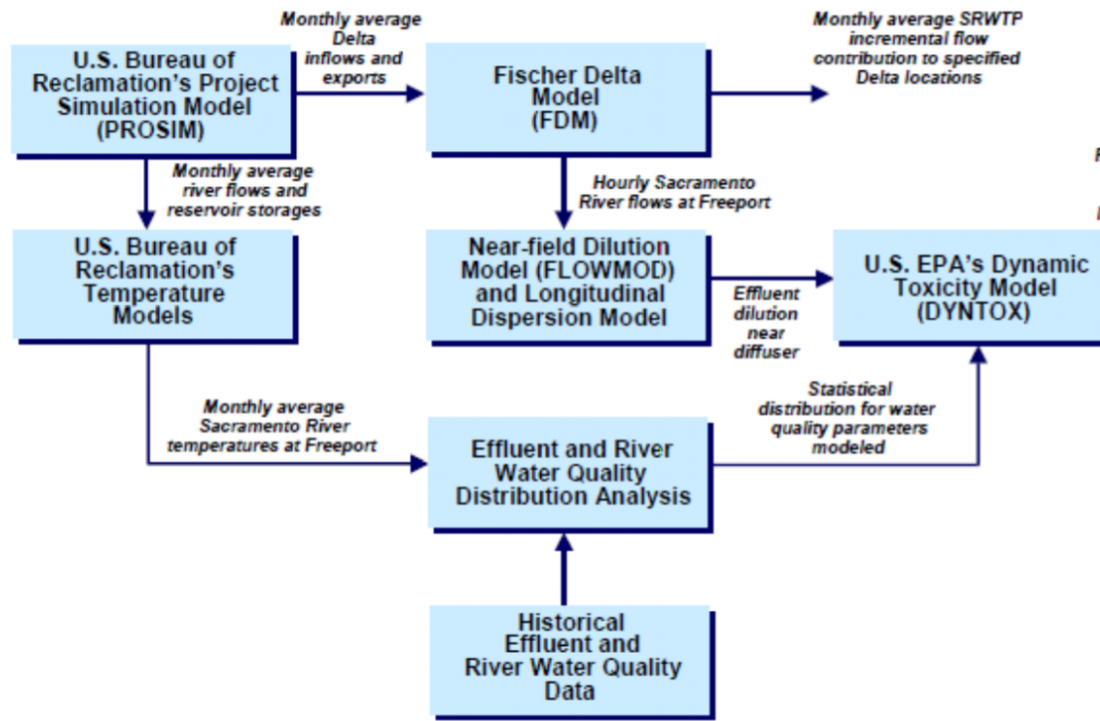 Monthly average
Delta
inflows and
exports
Monthly average SRWTP
incremental flow
contribution to specified
Delta locations
U.S. Bureau of
Reclamation's Project
Simulation Model
(PROSIM)
Fischer Delta
Model
(FDM)
Monthly average
river flows and
reservoir storages
Hourly Sacramento
River flows at Freeport
U.S. Bureau of
Reclamation's
Temperature
Models
Near-field Dilution
Model (FLOWMOD)
and Longitudinal
Dispersion Model
U.S. EPA's Dynamic
Toxicity Model
(DYNTOX)
Effluent
dilution
near
diffuser
Monthly average
Sacramento River
temperatures at Freeport
Statistical
distribution for water
quality parameters
modeled
Effluent and River
Water Quality
Distribution Analysis
Historical
Effluent and
River Water Quality
Data